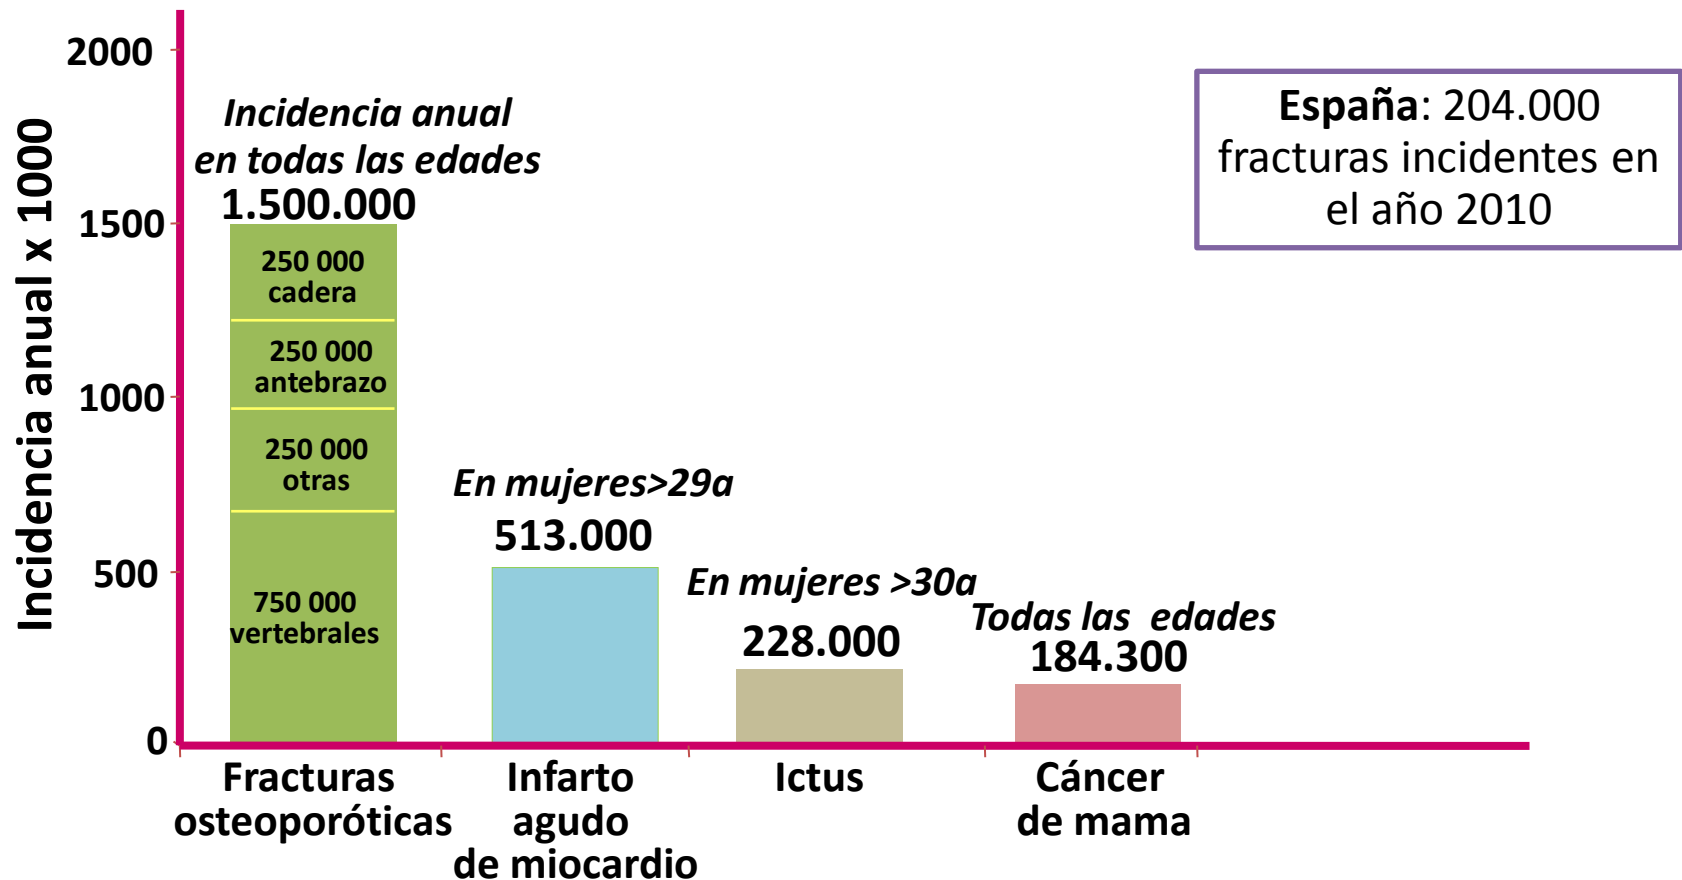 Incidencia anual x 1000
2000
1500
1000
500
0
Incidencia anual
en todas las edades
1.500.000
250 000
cadera
250 000
antebrazo
250 000
otras
750 000
vertebrales
En mujeres>29a
513.000
En mujeres >30a
228.000
Todas las  edades
184.300
Fracturas
osteoporóticas
Infarto
agudo
de miocardio
Ictus
Cáncer
de mama
España: 204.000
fracturas incidentes en
el año 2010